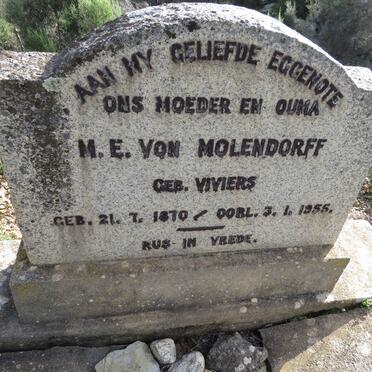 AAN MY GELIEFDE EGGENOTE
ONS MOEDER EN OUMA
M. E. VON MOLENDORFF
GEB. VIVIERS
GEB. 21. 7. 1870 – OORL. 3. 1. 1955.
RUS IN VREDE.